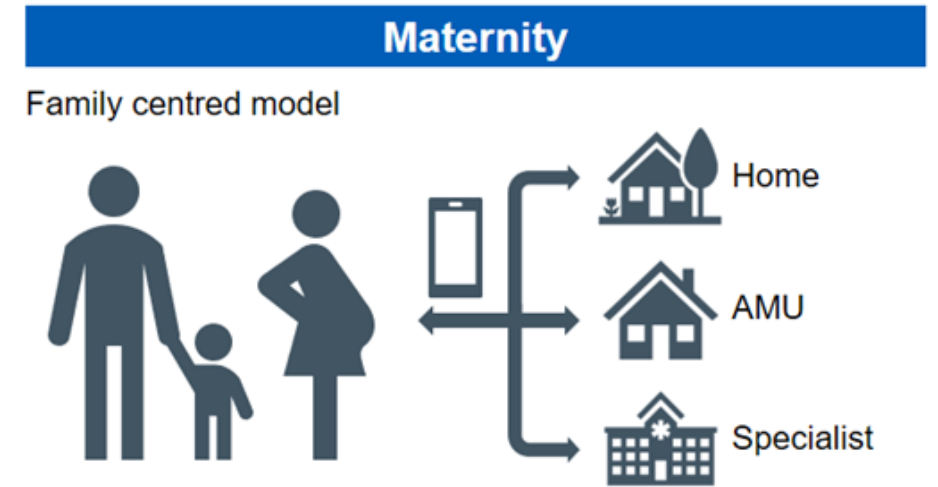 Maternity
Family centred model
Home
AMU
Specialist